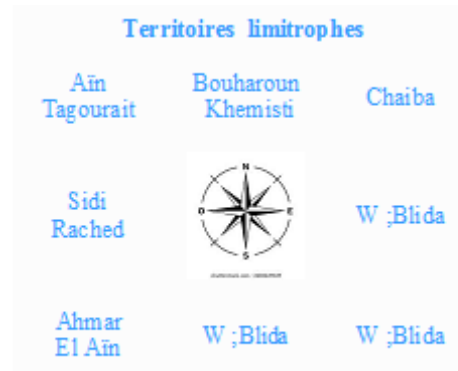 Territoires limitrophes
Aïn
Tagourait
Bouharoun
Khemisti
Chaiba
Sidi
Rached
N
O
E
S
W ;Blida
Ahmar
El Aïn
W ;Blida
W ;Blida